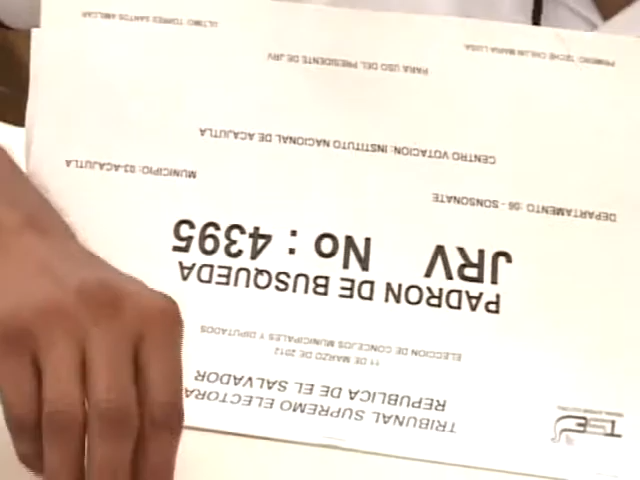 TSE
TRIBUNAL SUPREMO ELECTORA
REPUBLICA DE EL SALVADOR
11 DE MARZO DE 2012
ELECCION DE CONCEJOS MUNICIPALES Y DIPUTADOS
PADRON DE BUSQUEDA
JRV No : 4395
DEPARTAMENTO :06 - SONSONATE MUNICIPIO: 03-ACAJUTLA
CENTRO VOTACION: INSTITUTO NACIONAL DE ACAJUTLA
PARA USO DEL PRESIDENTE DE JRV
PRIMERO: MARIA LUISA ULTIMO: TORRES SANTOS AMILCAR